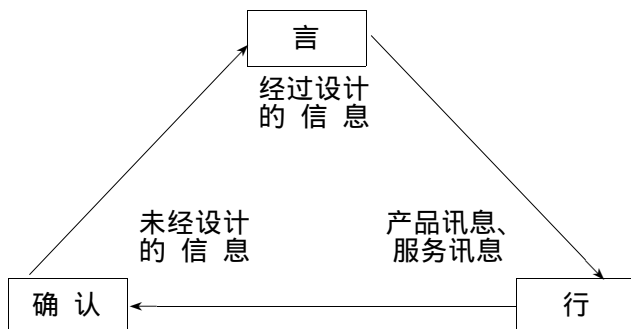 言
经过设计
的 信 息
未经设计
的 信 息
产品讯息、
服务讯息
确 认
行